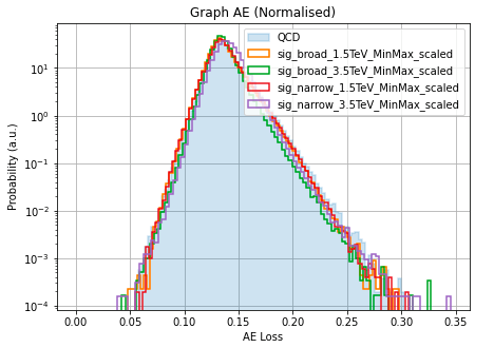 Graph AE (Normalised)
QCD
sig_broad_1.5TeV_MinMax_scaled
sig_broad_3.5TeV_MinMax_scaled
sig_narrow_1.5TeV_MinMax_scaled
sig_narrow_3.5TeV_MinMax_scaled
Probability (a.u.)
10¹
10⁰
10⁻¹
10⁻²
10⁻³
10⁻⁴
0.00 0.05 0.10 0.15 0.20 0.25 0.30 0.35
AE Loss